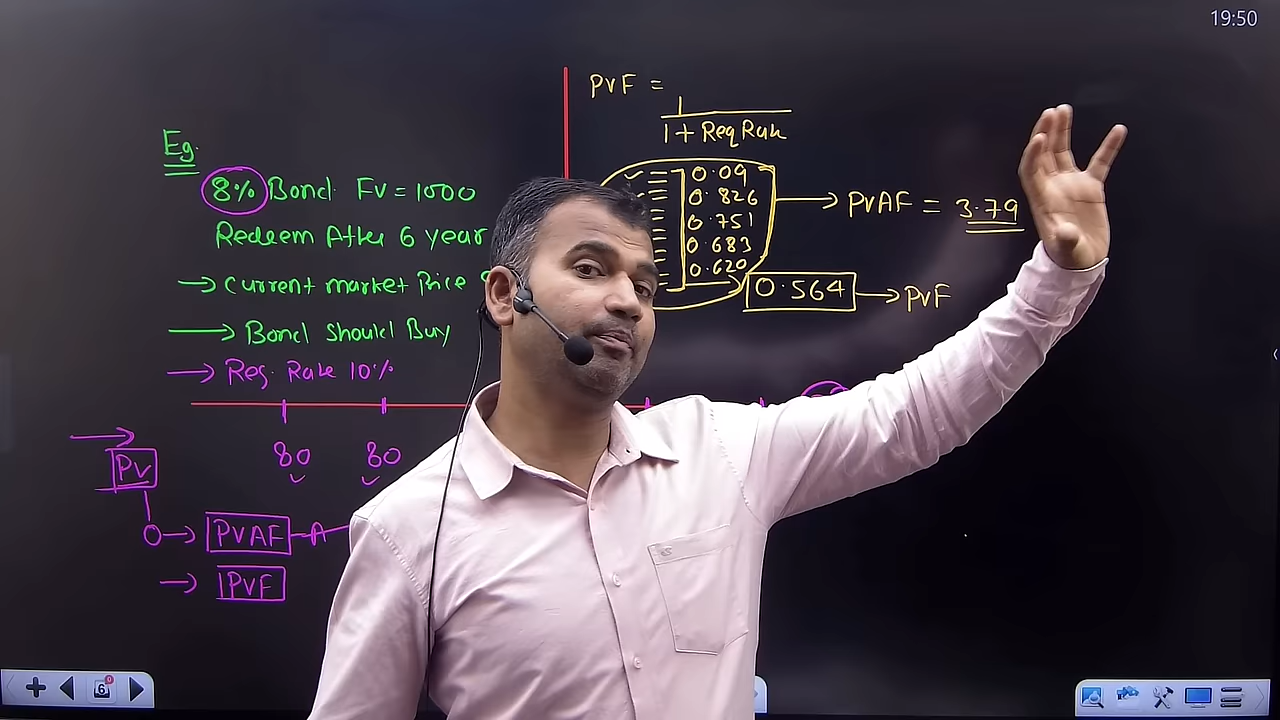 19:50
Eg.
8% Bond FV = 1000
Redeem After 6 year
→ Current market Price
→ Bond Should Buy
→ Req. Rate 10%
80 80
PV
→ PVAF A
→ PVF
PVF =
1
1 + Req Rate
0.09
0.826
0.751
0.683
0.620
→ PVAF = 3.79
0.564 → PVF
6